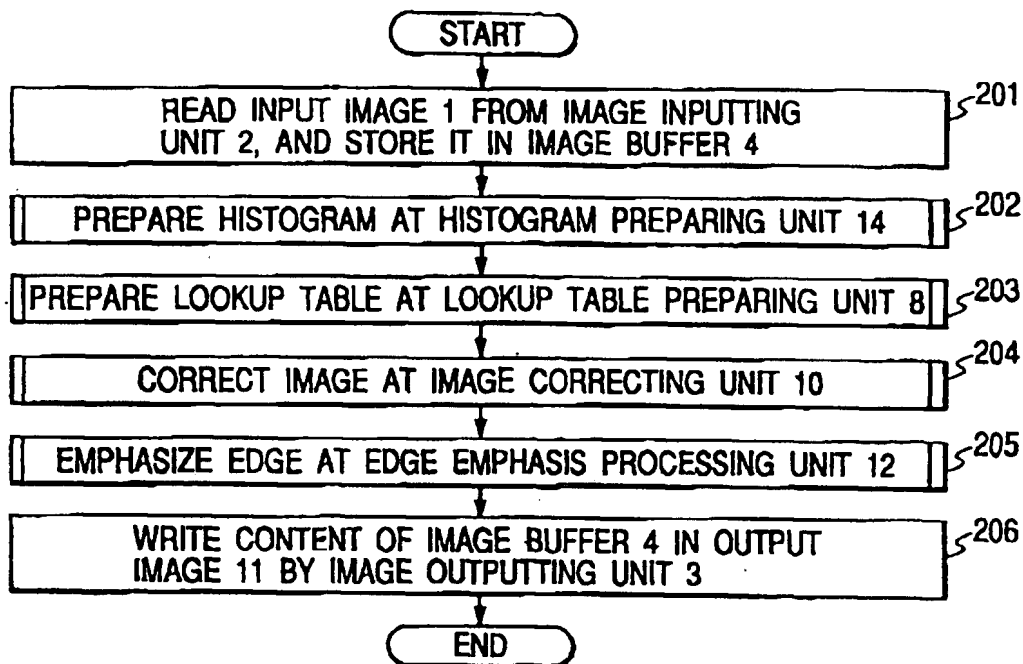 START
READ INPUT IMAGE 1 FROM IMAGE INPUTTING
UNIT 2, AND STORE IT IN IMAGE BUFFER 4
201
PREPARE HISTOGRAM AT HISTOGRAM PREPARING UNIT 14
202
PREPARE LOOKUP TABLE AT LOOKUP TABLE PREPARING UNIT 8
203
CORRECT IMAGE AT IMAGE CORRECTING UNIT 10
204
EMPHASIZE EDGE AT EDGE EMPHASIS PROCESSING UNIT 12
205
WRITE CONTENT OF IMAGE BUFFER 4 IN OUTPUT
IMAGE 11 BY IMAGE OUTPUTTING UNIT 3
206
END